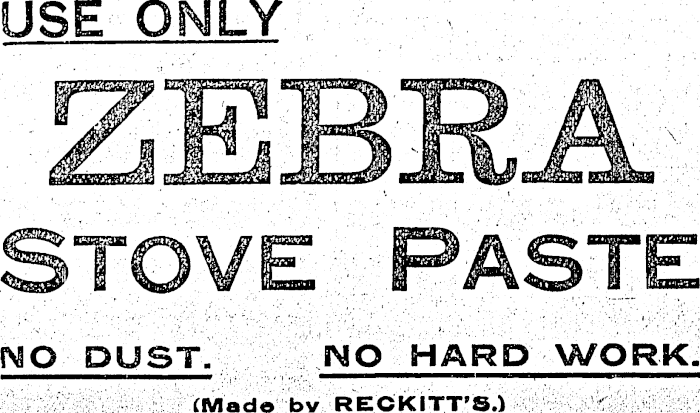 USE ONLY
ZEBRA
STOVE PASTE
NO DUST. NO HARD WORK.
(Made by RECKITT'S.)